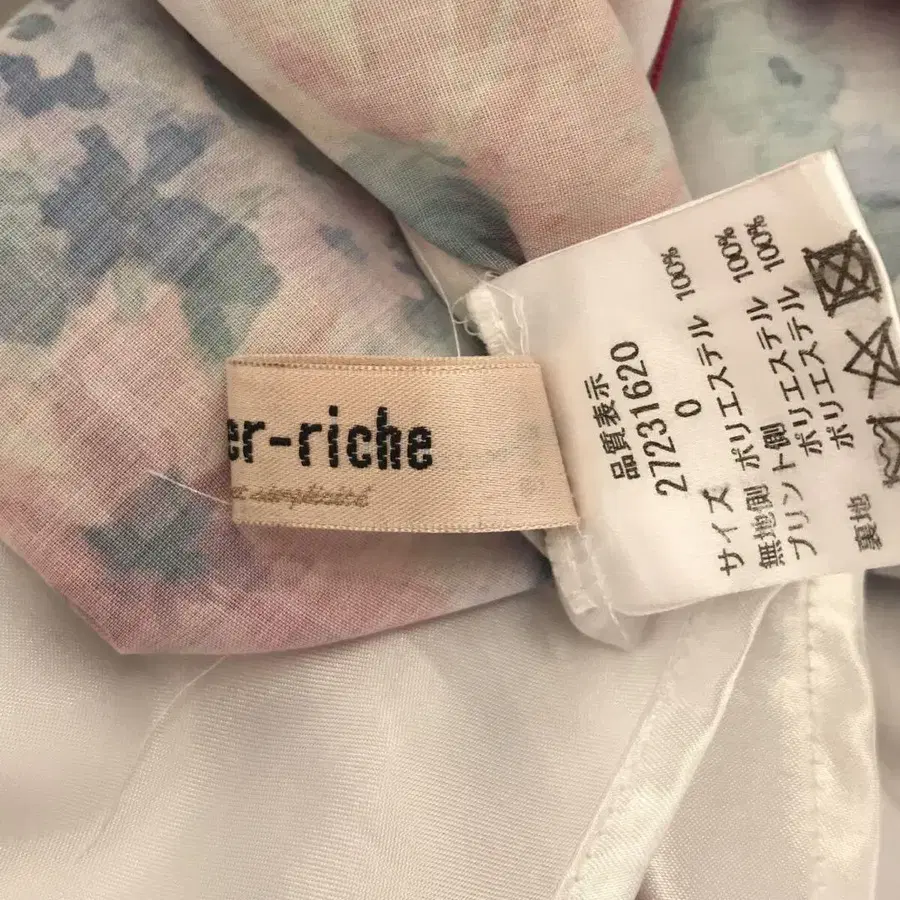 er-riche
品質表示
27231620
サイズ 0
無地側 ポリエステル 100%
プリント側 ポリエステル 100%
裏地 ポリエステル 100%